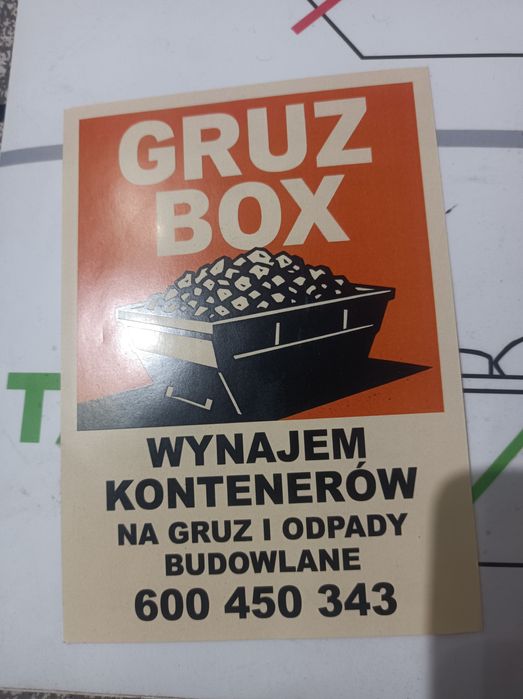 GRUZ
BOX
WYNAJEM
KONTENERÓW
NA GRUZ I ODPADY
BUDOWLANE
600 450 343